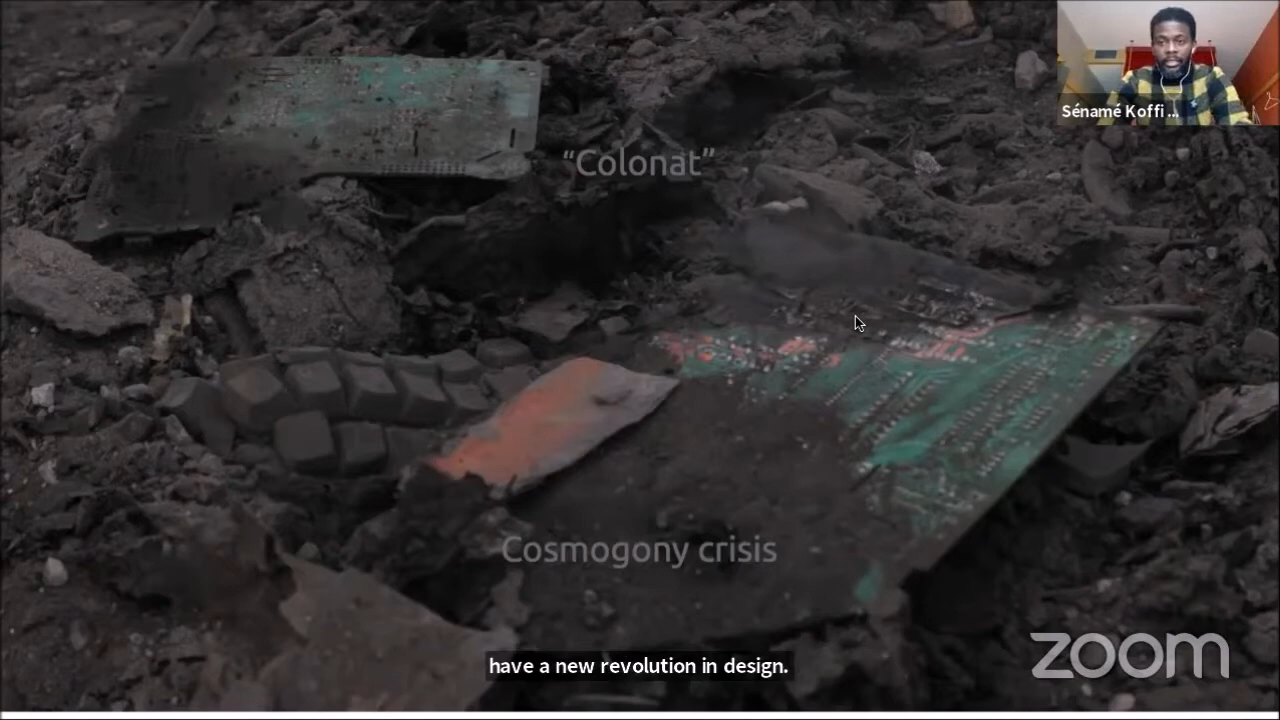 Sénamé Koffi ...
“Colonat”
Cosmogony crisis
have a new revolution in design.
zoom